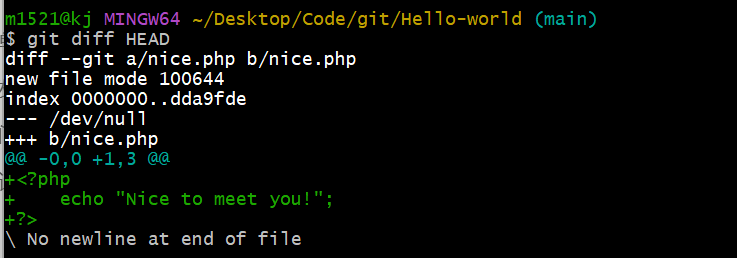 m1521@kj MINGW64 ~/Desktop/Code/git/Hello-world (main)
$ git diff HEAD
diff --git a/nice.php b/nice.php
new file mode 100644
index 0000000..dda9fde
--- /dev/null
+++ b/nice.php
@@ -0,0 +1,3 @@
+<?php
+    echo "Nice to meet you!";
+?>
\ No newline at end of file